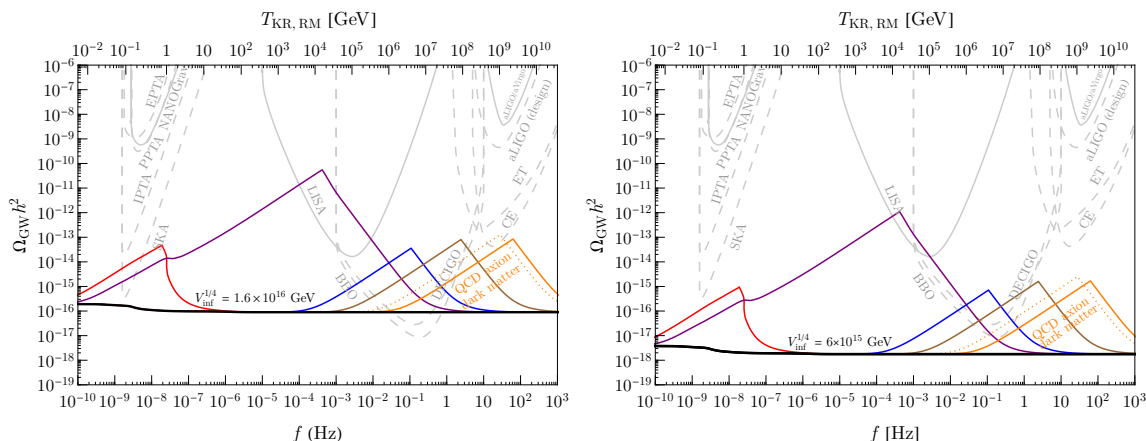 T_KR, RM [GeV]
10^-2 10^-1 1 10 10^2 10^3 10^4 10^5 10^6 10^7 10^8 10^9 10^10
Ω_GW h^2
10^-6
10^-7
10^-8
10^-9
10^-10
10^-11
10^-12
10^-13
10^-14
10^-15
10^-16
10^-17
10^-18
10^-19
EPTA
NANOGrav
PPTA
IPTA
SKA
LISA
BBO
DECIGO
aLIGO/aVirgo
aLIGO (design)
ET
CE
QCD axion
dark matter
V_inf^1/4 = 1.6×10^16 GeV
10^-10 10^-9 10^-8 10^-7 10^-6 10^-5 10^-4 10^-3 10^-2 10^-1 1 10 10^2 10^3
f (Hz)
T_KR, RM [GeV]
10^-2 10^-1 1 10 10^2 10^3 10^4 10^5 10^6 10^7 10^8 10^9 10^10
Ω_GW h^2
10^-6
10^-7
10^-8
10^-9
10^-10
10^-11
10^-12
10^-13
10^-14
10^-15
10^-16
10^-17
10^-18
10^-19
EPTA
NANOGrav
PPTA
IPTA
SKA
LISA
BBO
DECIGO
aLIGO/aVirgo
aLIGO (design)
ET
CE
QCD axion
dark matter
V_inf^1/4 = 6×10^15 GeV
10^-10 10^-9 10^-8 10^-7 10^-6 10^-5 10^-4 10^-3 10^-2 10^-1 1 10 10^2 10^3
f [Hz]